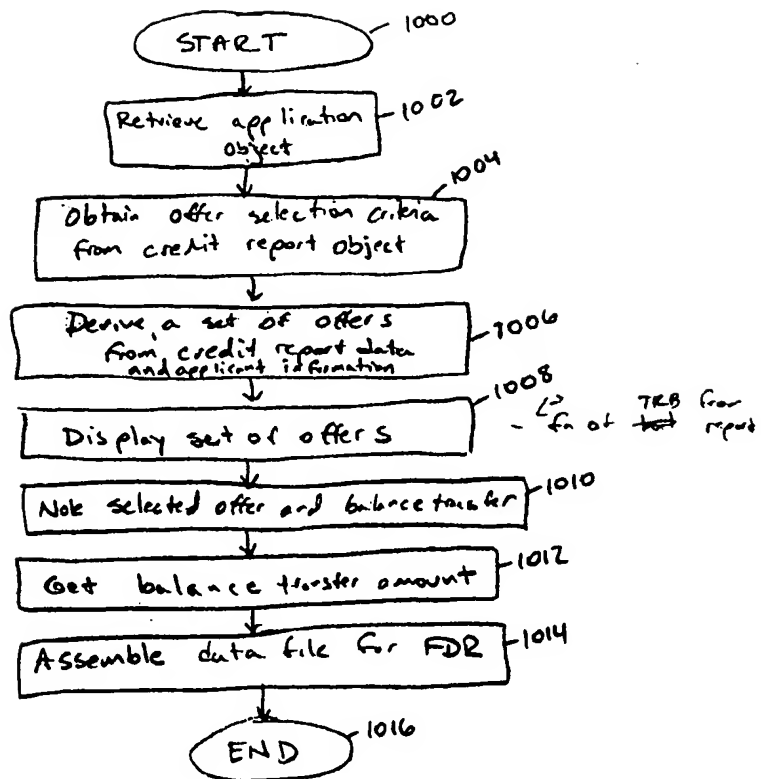 START
1000
Retrieve application
object
1002
Obtain offer selection criteria
from credit report object
1004
Derive a set of offers
from credit report data
and applicant information
1006
Display set of offers
1008
fn of TRB from
report
Note selected offer and balance transfer
1010
Get balance transfer amount
1012
Assemble data file for FDR
1014
END
1016